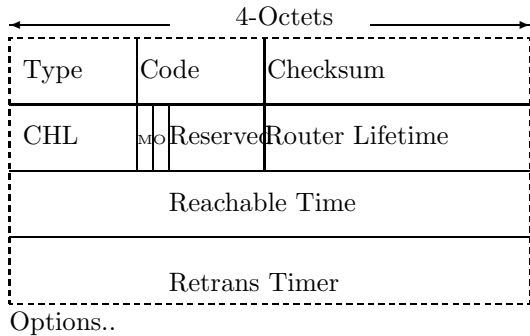 4-Octets
Type Code Checksum
CHL M O Reserved Router Lifetime
Reachable Time
Retrans Timer
Options..